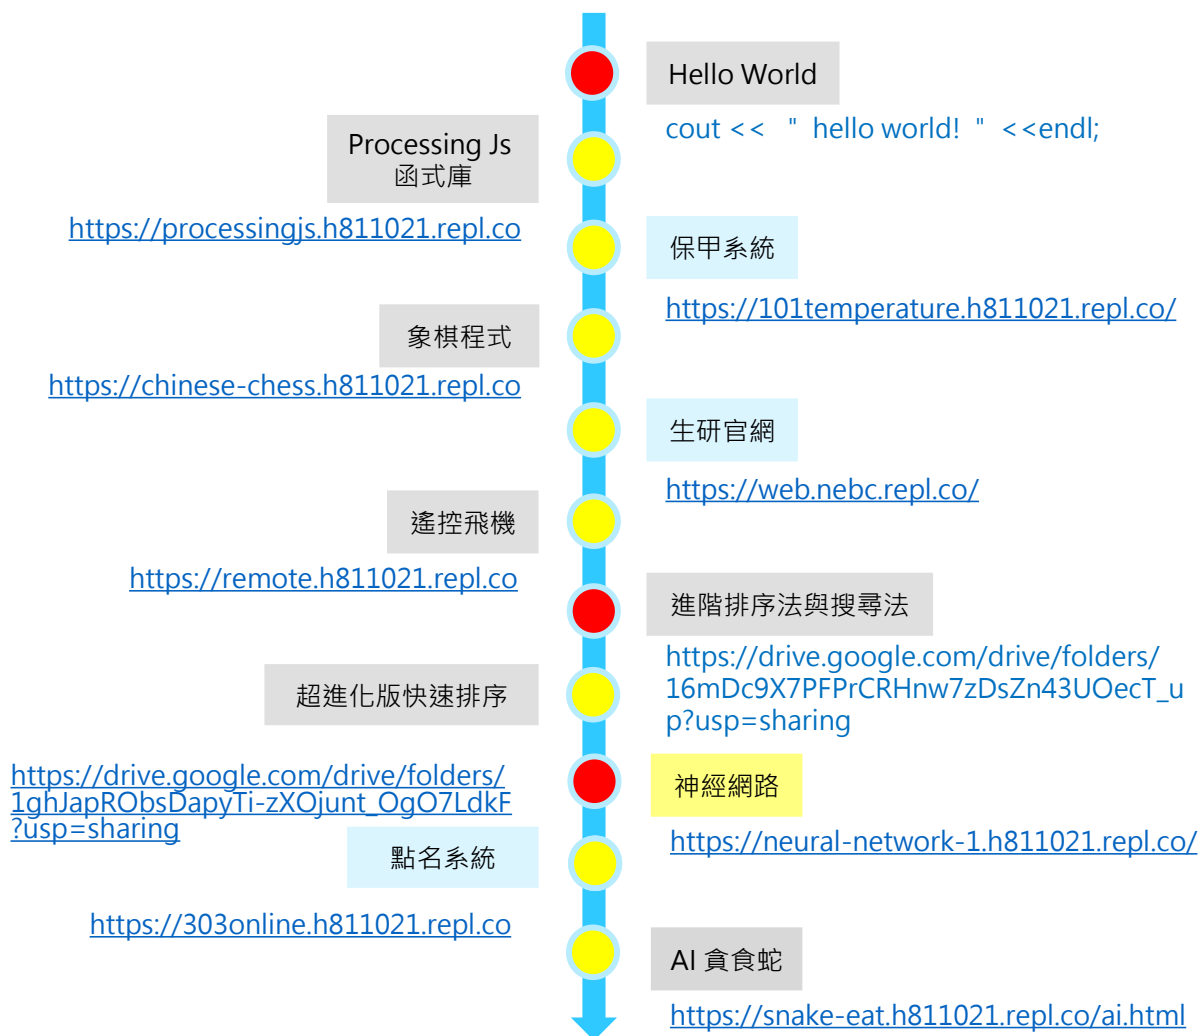 Hello World
cout << " hello world! " <<endl;
Processing Js
函式庫
https://processingjs.h811021.repl.co
保甲系統
https://101temperature.h811021.repl.co/
象棋程式
https://chinese-chess.h811021.repl.co
生研官網
https://web.nebc.repl.co/
遙控飛機
https://remote.h811021.repl.co
進階排序法與搜尋法
https://drive.google.com/drive/folders/
16mDc9X7PFPrCRHnw7zDsZn43UOecT_u
p?usp=sharing
超進化版快速排序
https://drive.google.com/drive/folders/
1ghJapRObsDapyTi-zXOjunt_OgO7LdkF
?usp=sharing
神經網路
https://neural-network-1.h811021.repl.co/
點名系統
https://303online.h811021.repl.co
AI 貪食蛇
https://snake-eat.h811021.repl.co/ai.html